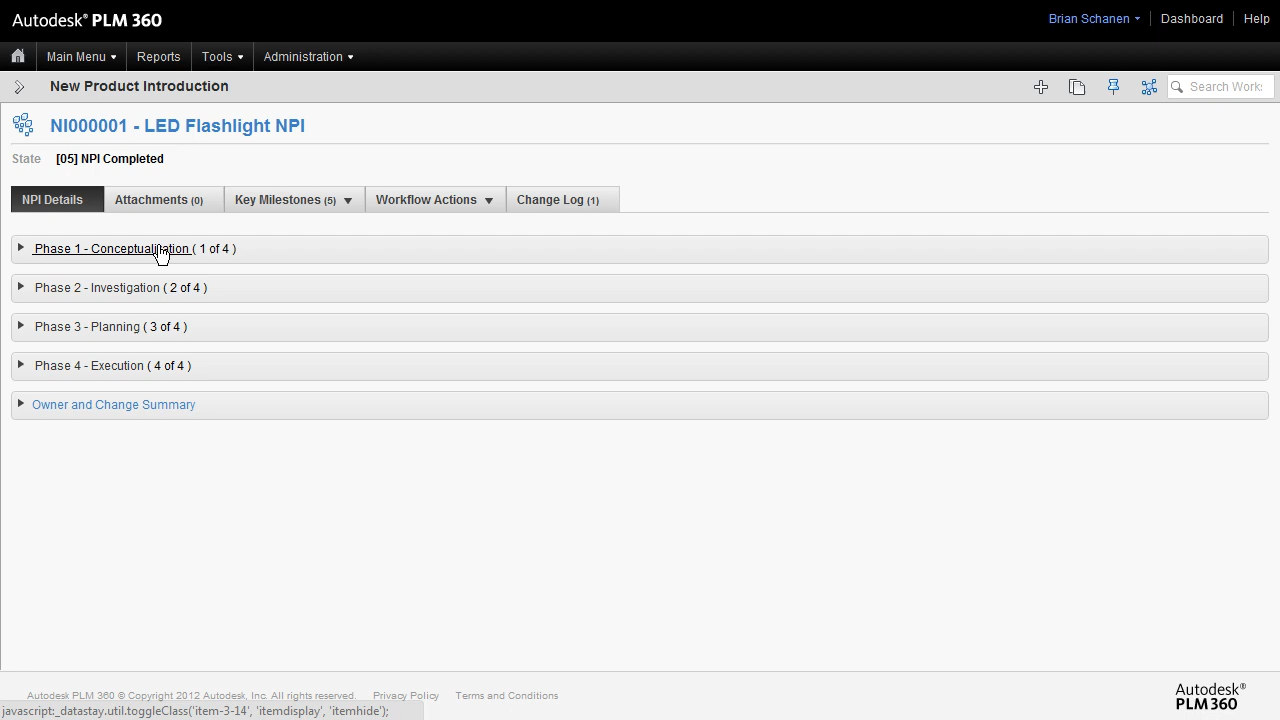 Autodesk® PLM 360
Brian Schanen Dashboard Help
Main Menu Reports Tools Administration
New Product Introduction
Search Works
NI000001 - LED Flashlight NPI
State [05] NPI Completed
NPI Details Attachments (0) Key Milestones (5) Workflow Actions Change Log (1)
Phase 1 - Conceptualization ( 1 of 4 )
Phase 2 - Investigation ( 2 of 4 )
Phase 3 - Planning ( 3 of 4 )
Phase 4 - Execution ( 4 of 4 )
Owner and Change Summary
Autodesk PLM 360 © Copyright 2012 Autodesk, Inc. All rights reserved. Privacy Policy Terms and Conditions
Autodesk®
PLM 360
javascript:_datastay.util.toggleClass('item-3-14', 'itemdisplay', 'itemhide');